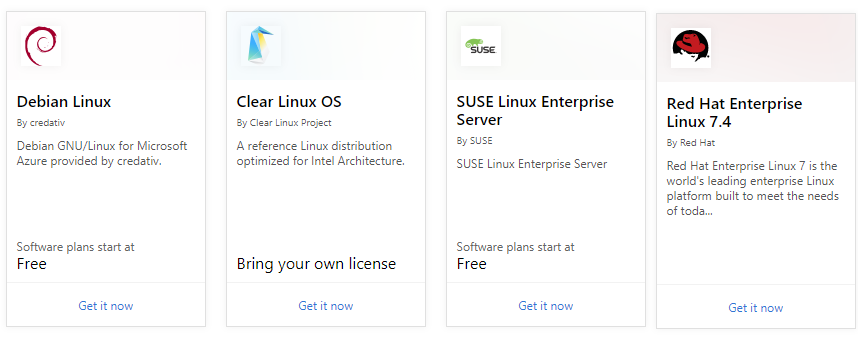 Debian Linux
By credativ
Debian GNU/Linux for Microsoft
Azure provided by credativ.
Software plans start at
Free
Get it now
Clear Linux OS
By Clear Linux Project
A reference Linux distribution
optimized for Intel Architecture.
Bring your own license
Get it now
SUSE
SUSE Linux Enterprise
Server
By SUSE
SUSE Linux Enterprise Server
Software plans start at
Free
Get it now
Red Hat Enterprise
Linux 7.4
By Red Hat
Red Hat Enterprise Linux 7 is the
world's leading enterprise Linux
platform built to meet the needs
of toda...
Get it now